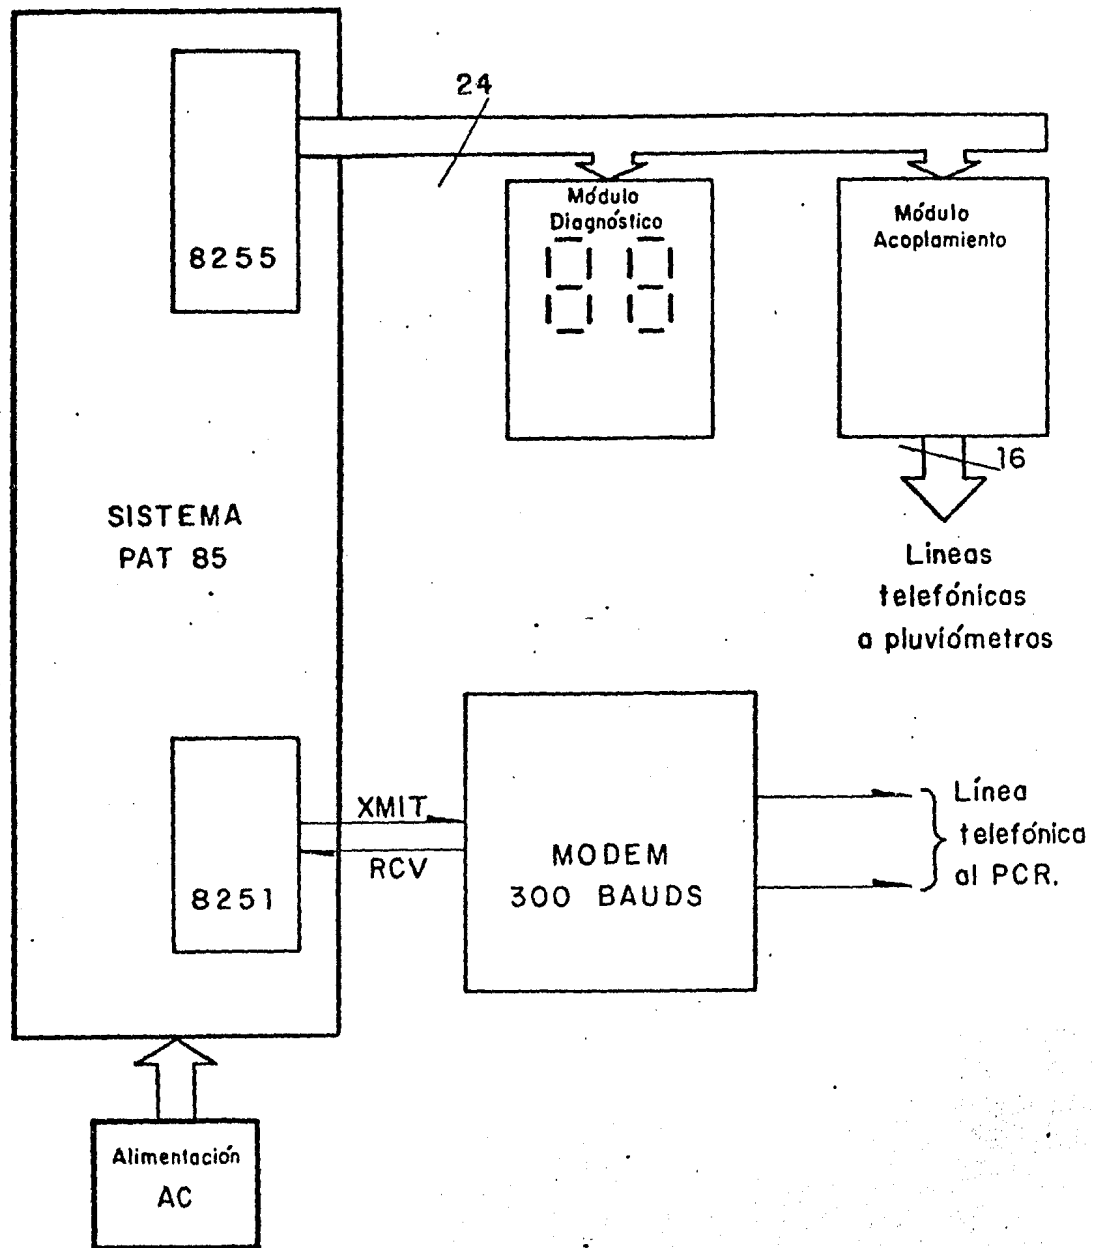 24
8255
Módulo
Diagnóstico
Módulo
Acoplamiento
16
SISTEMA
PAT 85
Lineas
telefónicas
a pluviómetros
8251
XMIT
RCV
MODEM
300 BAUDS
Línea
telefónica
al PCR.
Alimentación
AC